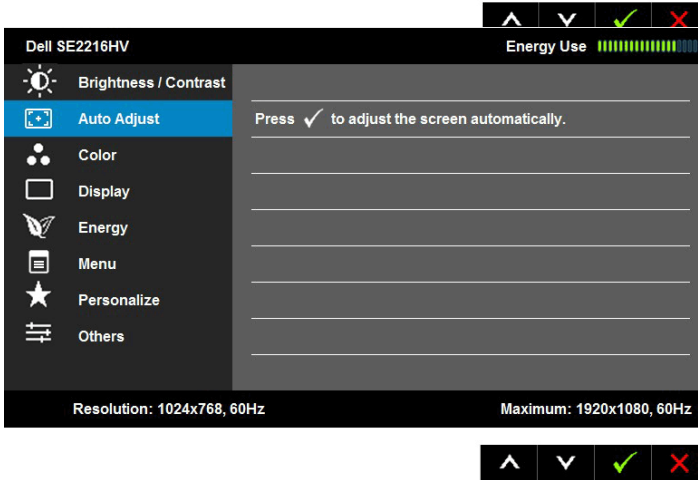 Dell SE2216HV Energy Use
Brightness / Contrast
Auto Adjust Press ✓ to adjust the screen automatically.
Color
Display
Energy
Menu
Personalize
Others
Resolution: 1024x768, 60Hz Maximum: 1920x1080, 60Hz